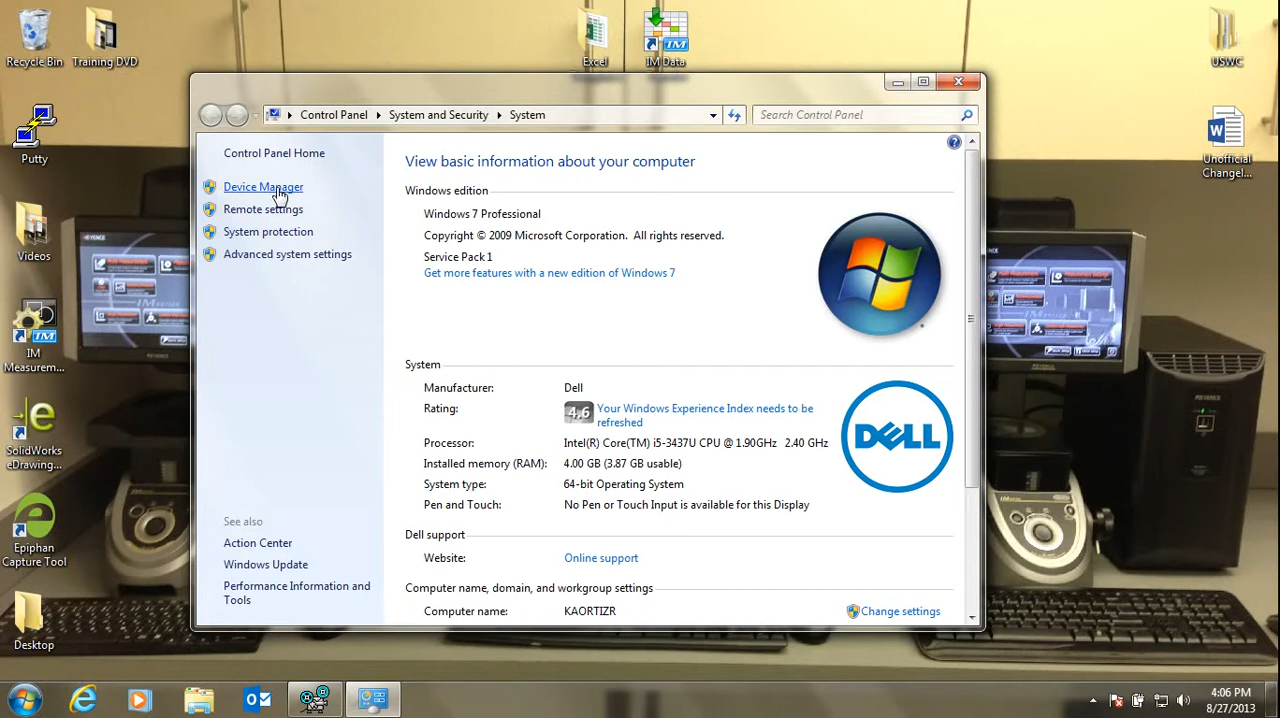 Recycle Bin
Training DVD
Excel
IM Data
USWC
Putty
Unofficial
Changel...
Videos
IM
Measurem...
SolidWorks
eDrawing...
Epiphan
Capture Tool
Desktop
Control Panel
System and Security
System
Search Control Panel
Control Panel Home
Device Manager
Remote settings
System protection
Advanced system settings
See also
Action Center
Windows Update
Performance Information and
Tools
View basic information about your computer
Windows edition
Windows 7 Professional
Copyright © 2009 Microsoft Corporation. All rights reserved.
Service Pack 1
Get more features with a new edition of Windows 7
System
Manufacturer: Dell
Rating: 4.6 Your Windows Experience Index needs to be
refreshed
Processor: Intel(R) Core(TM) i5-3437U CPU @ 1.90GHz 2.40 GHz
Installed memory (RAM): 4.00 GB (3.87 GB usable)
System type: 64-bit Operating System
Pen and Touch: No Pen or Touch Input is available for this Display
DELL
Dell support
Website: Online support
Computer name, domain, and workgroup settings
Computer name: KAORTIZR
Change settings
KEYENCE
4:06 PM
8/27/2013